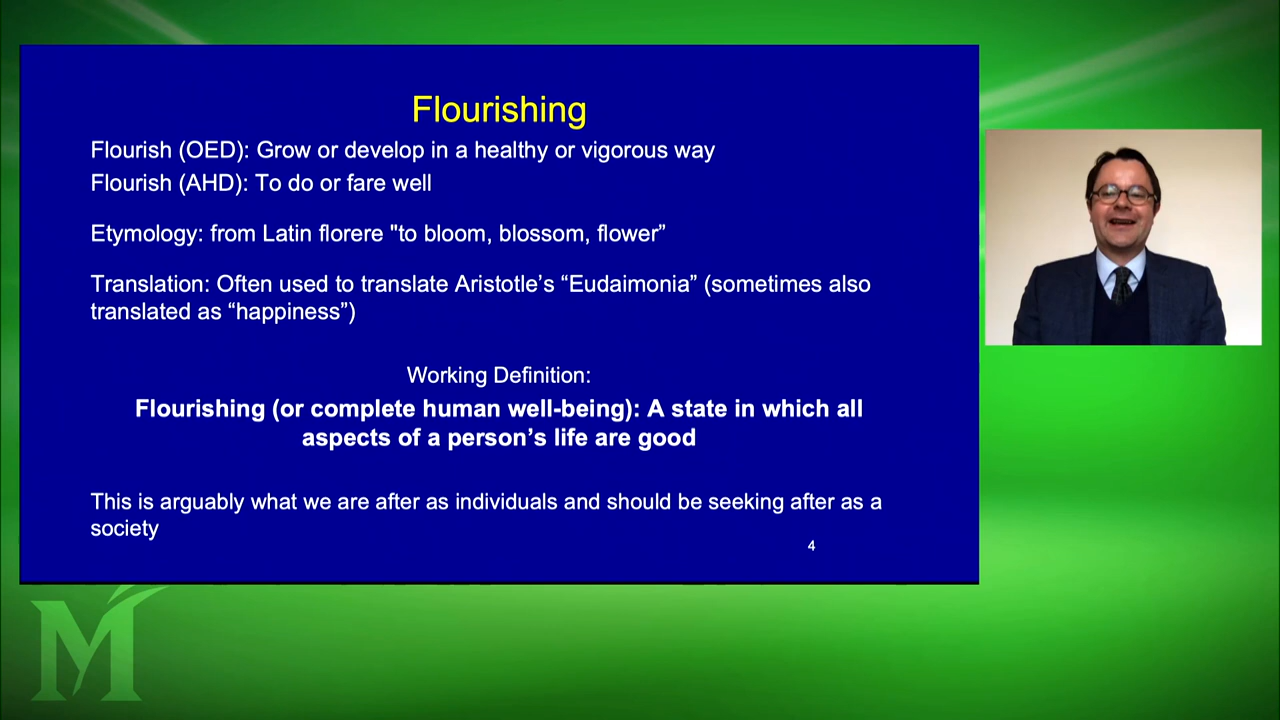 Flourishing
Flourish (OED): Grow or develop in a healthy or vigorous way
Flourish (AHD): To do or fare well
Etymology: from Latin florere "to bloom, blossom, flower”
Translation: Often used to translate Aristotle’s “Eudaimonia” (sometimes also
translated as “happiness”)
Working Definition:
Flourishing (or complete human well-being): A state in which all
aspects of a person’s life are good
This is arguably what we are after as individuals and should be seeking after as a
society
4
M